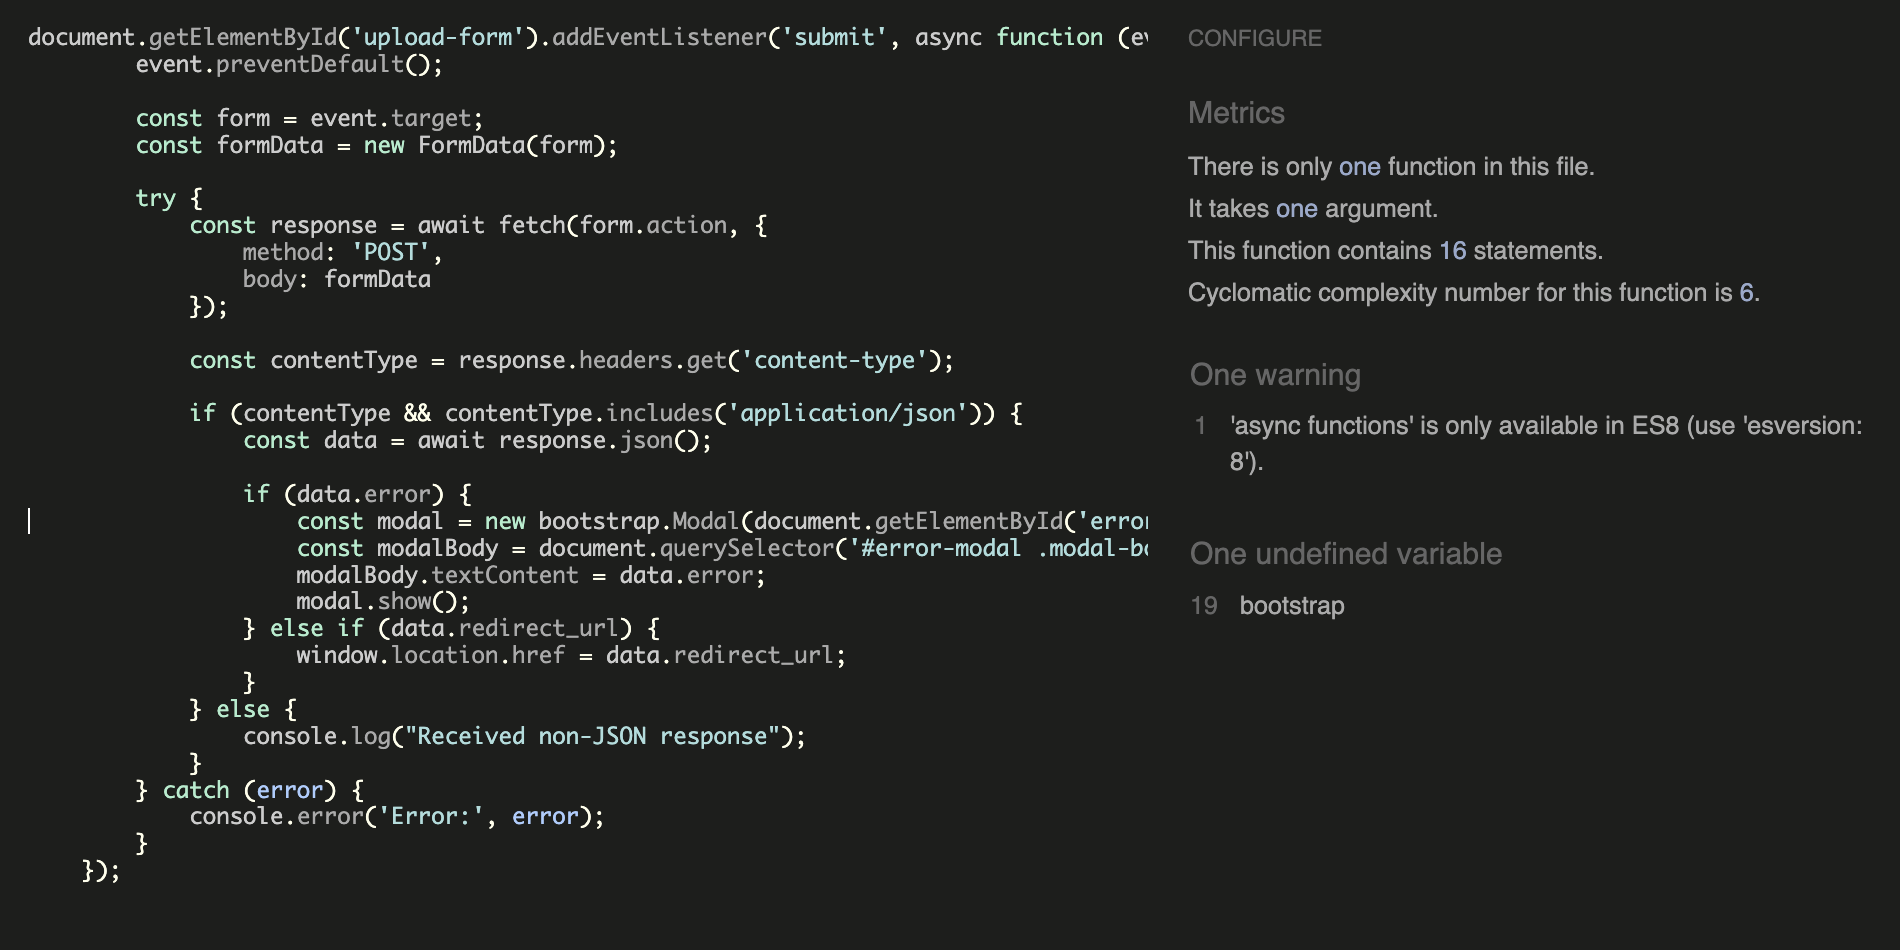 document.getElementById('upload-form').addEventListener('submit', async function (ev
event.preventDefault();
const form = event.target;
const formData = new FormData(form);
try {
const response = await fetch(form.action, {
method: 'POST',
body: formData
});
const contentType = response.headers.get('content-type');
if (contentType && contentType.includes('application/json')) {
const data = await response.json();
if (data.error) {
const modal = new bootstrap.Modal(document.getElementById('error
const modalBody = document.querySelector('#error-modal .modal-bo
modalBody.textContent = data.error;
modal.show();
} else if (data.redirect_url) {
window.location.href = data.redirect_url;
}
} else {
console.log("Received non-JSON response");
}
} catch (error) {
console.error('Error:', error);
}
});
CONFIGURE
Metrics
There is only one function in this file.
It takes one argument.
This function contains 16 statements.
Cyclomatic complexity number for this function is 6.
One warning
1 'async functions' is only available in ES8 (use 'esversion:
8').
One undefined variable
19 bootstrap